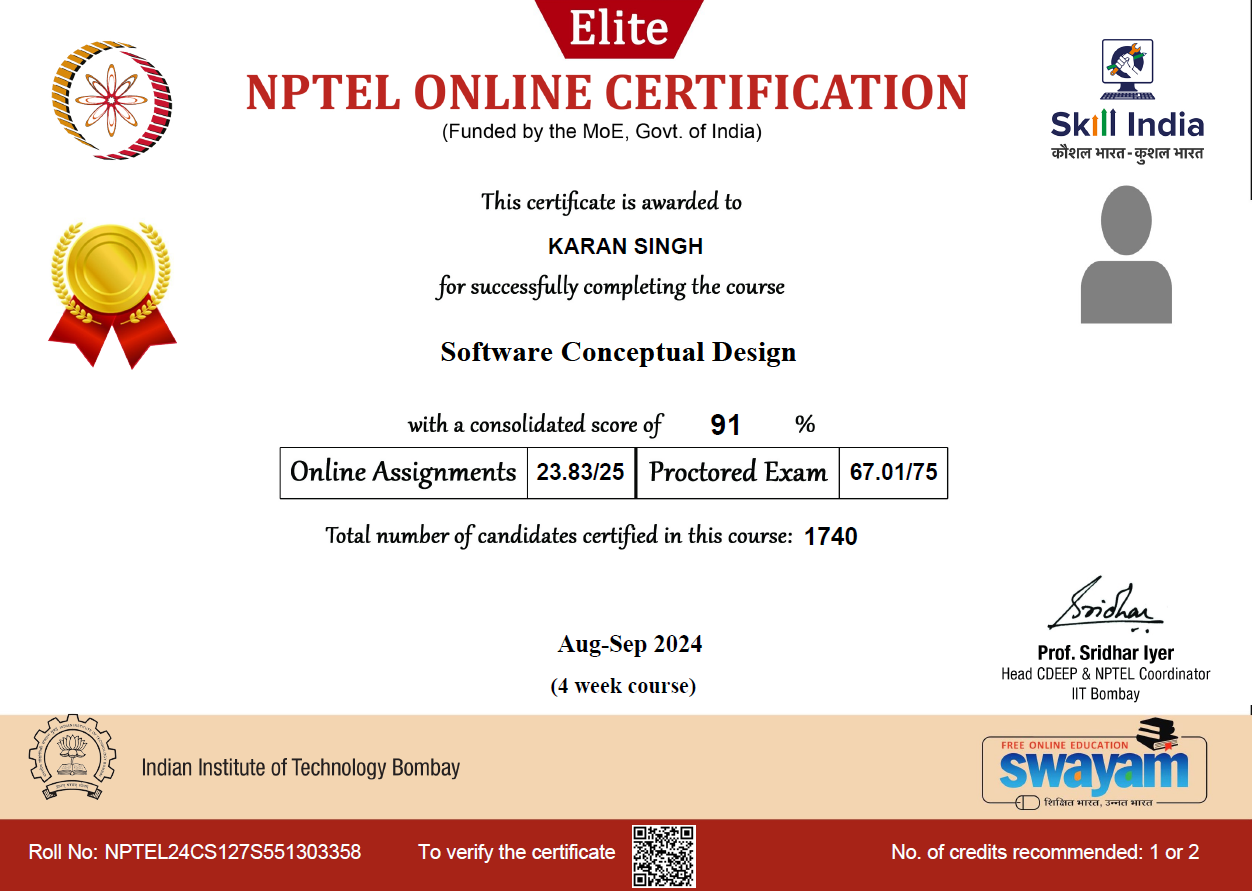 Elite
NPTEL ONLINE CERTIFICATION
(Funded by the MoE, Govt. of India)
Skill India
कौशल भारत - कुशल भारत
This certificate is awarded to
KARAN SINGH
for successfully completing the course
Software Conceptual Design
with a consolidated score of 91 %
Online Assignments 23.83/25 Proctored Exam 67.01/75
Total number of candidates certified in this course: 1740
Sridhar
Aug-Sep 2024
(4 week course)
Prof. Sridhar Iyer
Head CDEEP & NPTEL Coordinator
IIT Bombay
Indian Institute of Technology Bombay
FREE ONLINE EDUCATION
swayam
शिक्षित भारत, उन्नत भारत
Roll No: NPTEL24CS127S551303358 To verify the certificate No. of credits recommended: 1 or 2